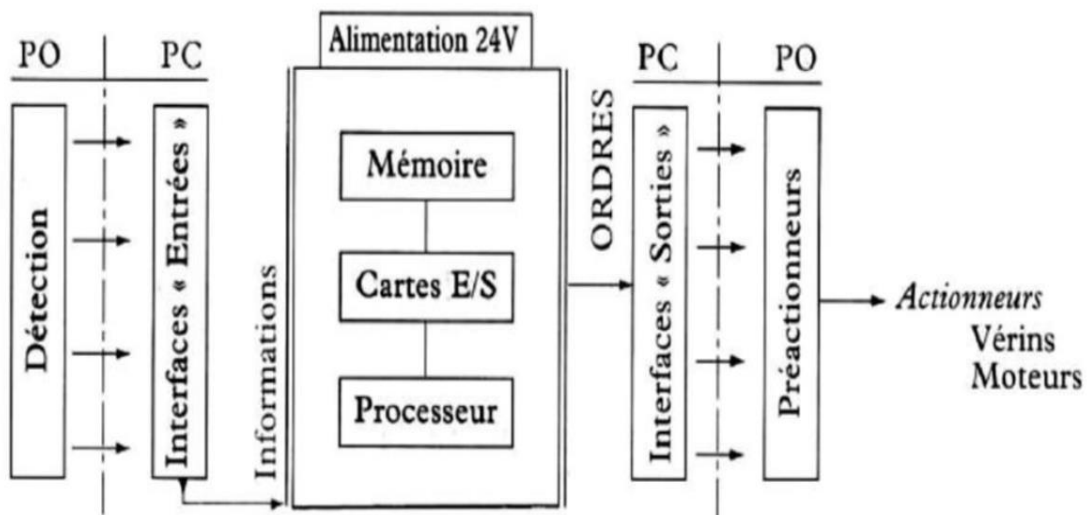 PO
PC
Alimentation 24V
PC
PO
Détection
Interfaces « Entrées »
Informations
Mémoire
Cartes E/S
Processeur
ORDRES
Interfaces « Sorties »
Préactionneurs
Actionneurs
Vérins
Moteurs